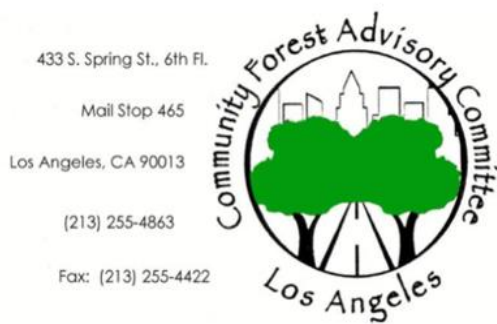 433 S. Spring St., 6th Fl.
Mail Stop 465
Los Angeles, CA 90013
(213) 255-4863
Fax: (213) 255-4422
Community Forest Advisory Committee
Los Angeles